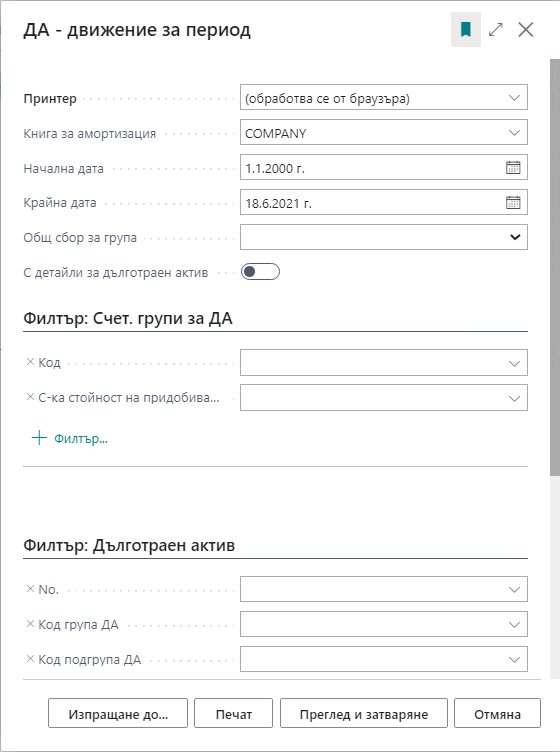 ДА - движение за период
Принтер (обработва се от браузъра)
Книга за амортизация COMPANY
Начална дата 1.1.2000 г.
Крайна дата 18.6.2021 г.
Общ сбор за група
С детайли за дълготраен актив
Филтър: Счет. групи за ДА
Код
С-ка стойност на придобива...
Филтър...
Филтър: Дълготраен актив
No.
Код група ДА
Код подгрупа ДА
Изпращане до... Печат Преглед и затваряне Отмяна